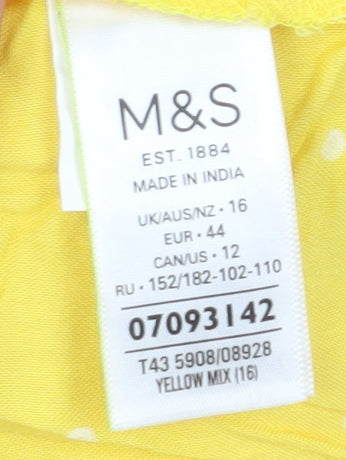 M&S
EST. 1884
MADE IN INDIA
UK/AUS/NZ • 16
EUR • 44
CAN/US • 12
RU • 152/182-102-110
07093142
T43 5908/08928
YELLOW MIX (16)